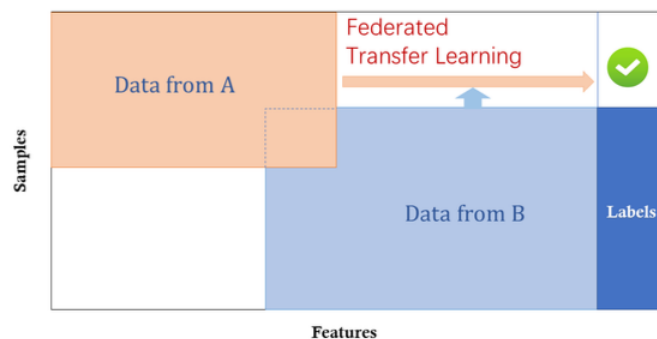 Federated
Transfer Learning
Data from A
Samples
Data from B
Labels
Features